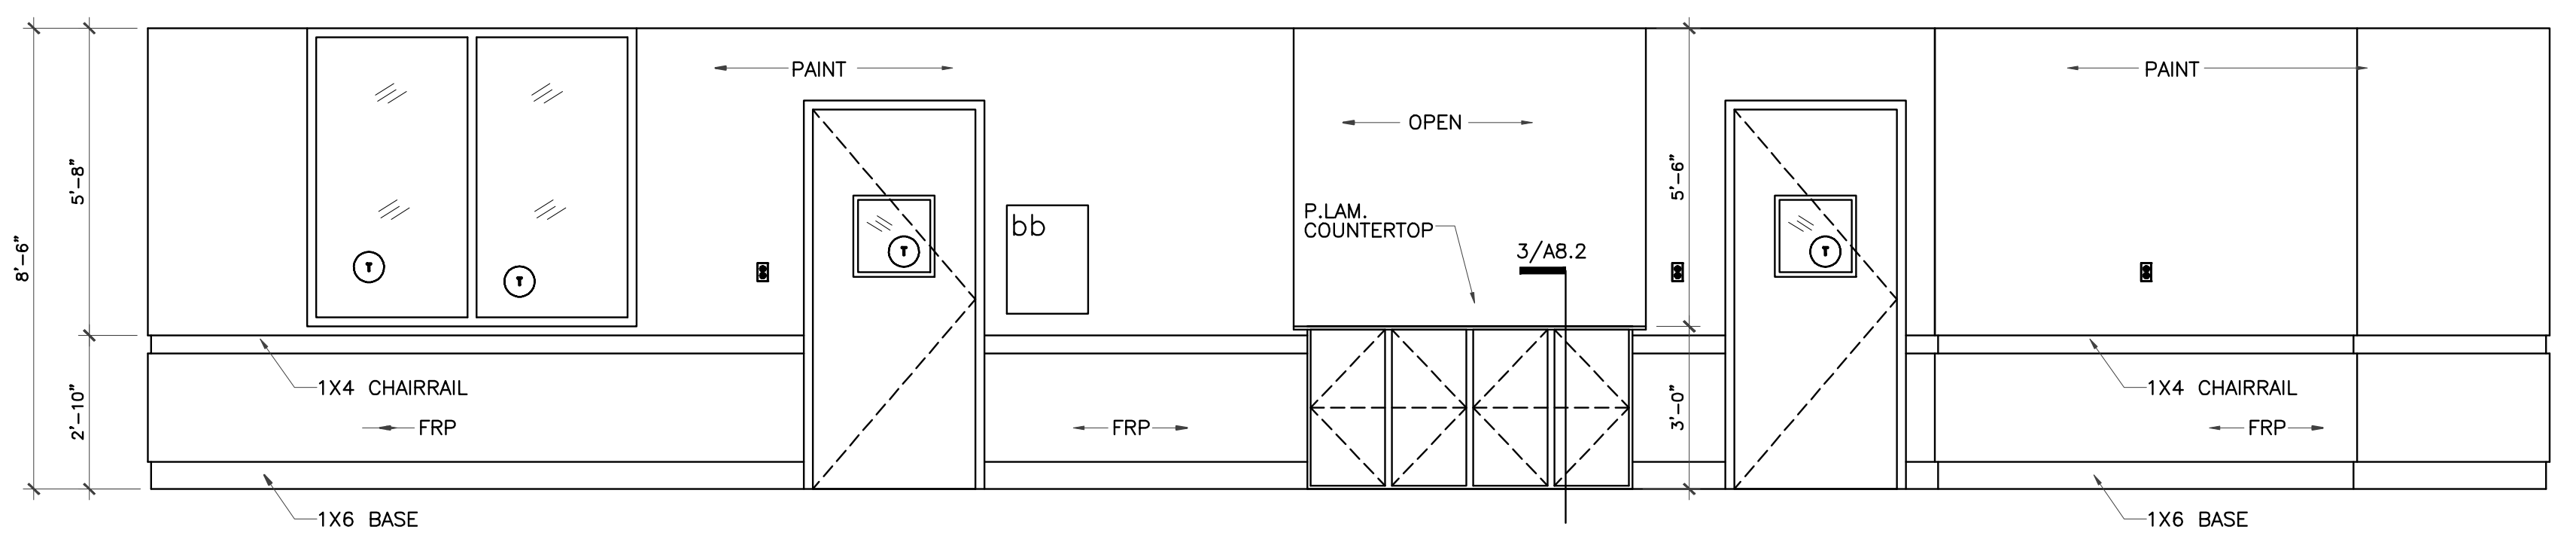 PAINT
PAINT
OPEN
5'-8"
5'-6"
8'-6"
P.LAM.
COUNTERTOP
bb
3/A8.2
T
T
T
T
1X4 CHAIRRAIL
1X4 CHAIRRAIL
2'-10"
3'-0"
FRP
FRP
FRP
1X6 BASE
1X6 BASE